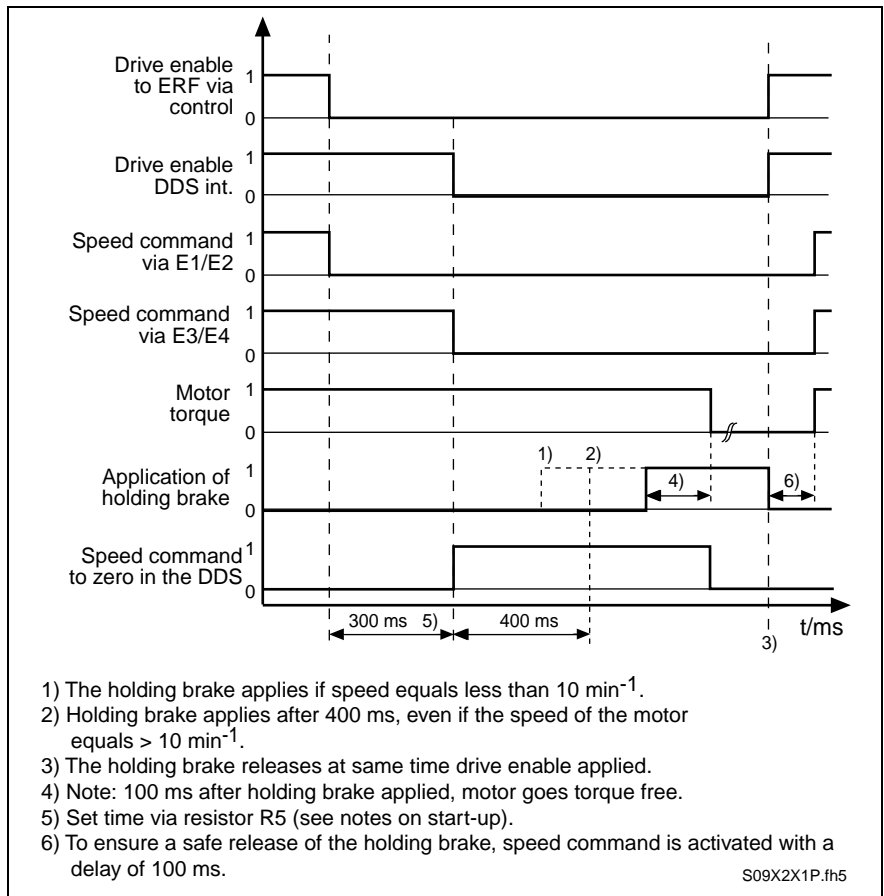 Drive enable
to ERF via
control
1
0
Drive enable
DDS int.
1
0
Speed command
via E1/E2
1
0
Speed command
via E3/E4
1
0
Motor
torque
1
0
1) 2)
Application of
holding brake
1
0
4) 6)
Speed command
to zero in the DDS
1
0
300 ms 5) 400 ms
t/ms
3)
1) The holding brake applies if speed equals less than 10 min-1.
2) Holding brake applies after 400 ms, even if the speed of the motor
equals > 10 min-1.
3) The holding brake releases at same time drive enable applied.
4) Note: 100 ms after holding brake applied, motor goes torque free.
5) Set time via resistor R5 (see notes on start-up).
6) To ensure a safe release of the holding brake, speed command is activated with a
delay of 100 ms.
S09X2X1P.fh5